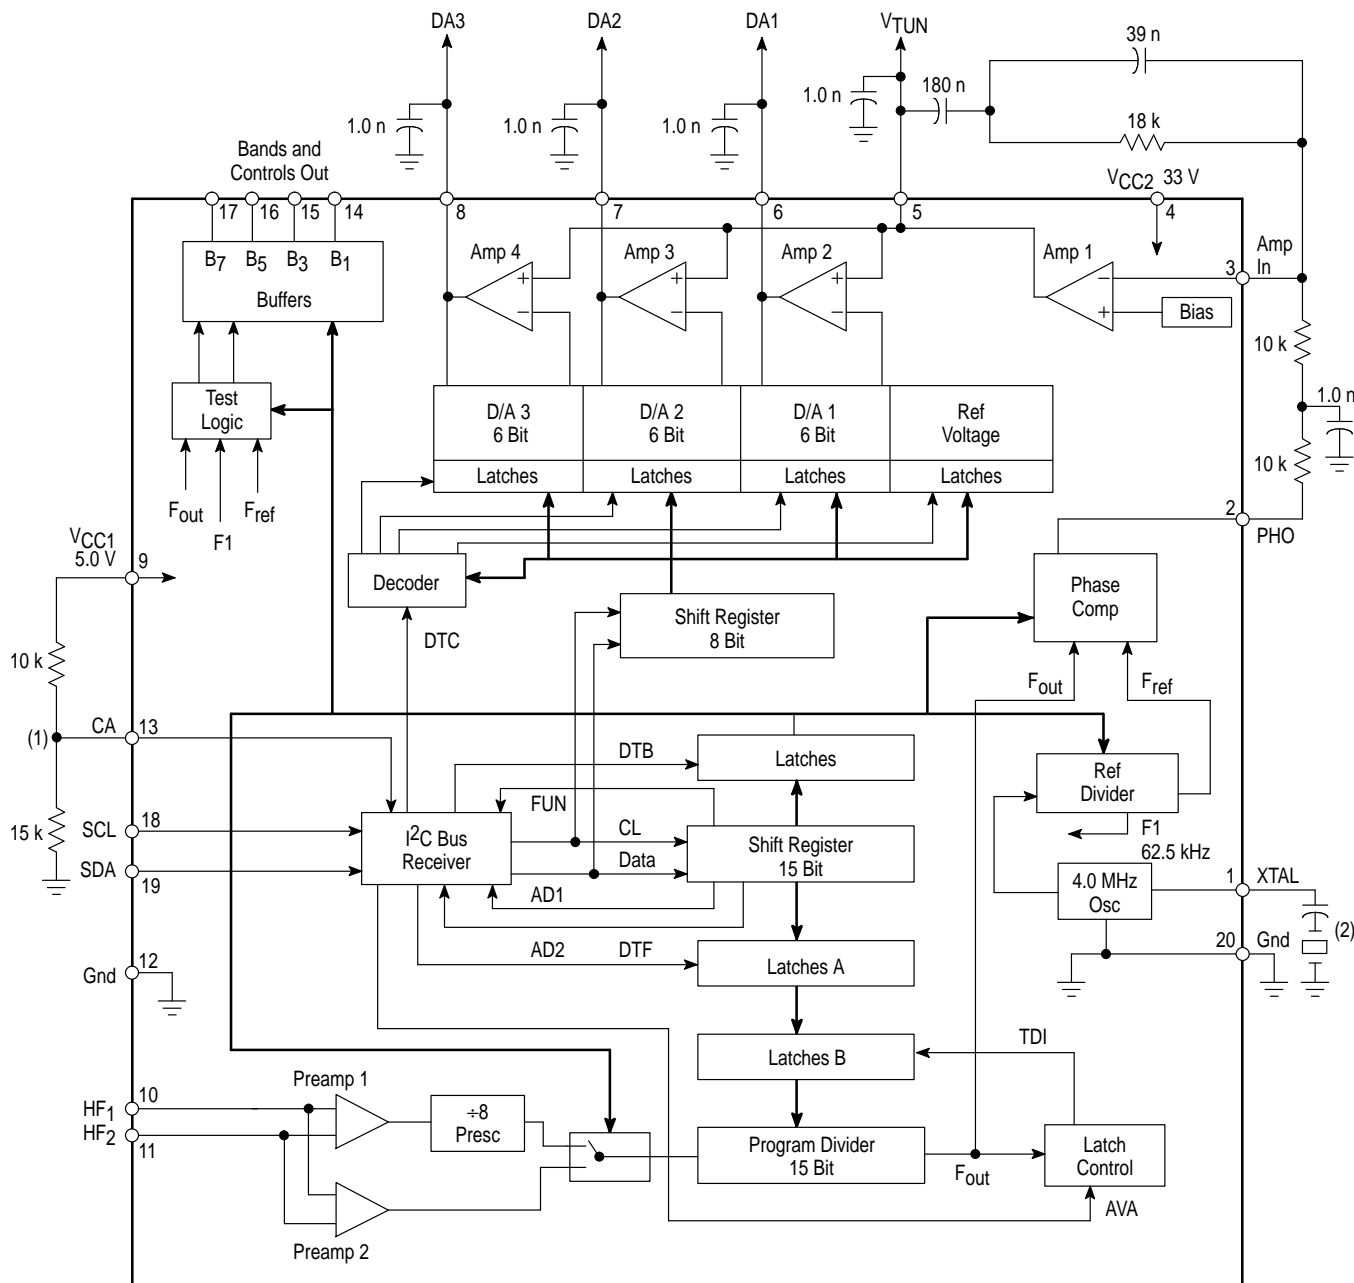 DA3
DA2
DA1
VTUN
39 n
1.0 n
1.0 n
1.0 n
1.0 n
180 n
18 k
Bands and
Controls Out
VCC2 33 V
17
16
15
14
8
7
6
5
4
B7
B5
B3
B1
Buffers
Amp 4
Amp 3
Amp 2
Amp 1
+
−
+
−
+
−
−
+
Bias
3
Amp
In
10 k
1.0 n
10 k
Test
Logic
Fout
F1
Fref
D/A 3
6 Bit
D/A 2
6 Bit
D/A 1
6 Bit
Ref
Voltage
Latches
Latches
Latches
Latches
2
PHO
VCC1
5.0 V
9
Decoder
DTC
Shift Register
8 Bit
Phase
Comp
Fout
Fref
10 k
(1)
CA
13
15 k
SCL
18
SDA
19
DTB
Latches
FUN
I2C Bus
Receiver
CL
Data
Shift Register
15 Bit
AD1
Ref
Divider
F1
62.5 kHz
4.0 MHz
Osc
1
XTAL
(2)
20
Gnd
Gnd
12
AD2
DTF
Latches A
Latches B
TDI
Preamp 1
HF1
10
HF2
11
÷8
Presc
Program Divider
15 Bit
Fout
Latch
Control
AVA
Preamp 2